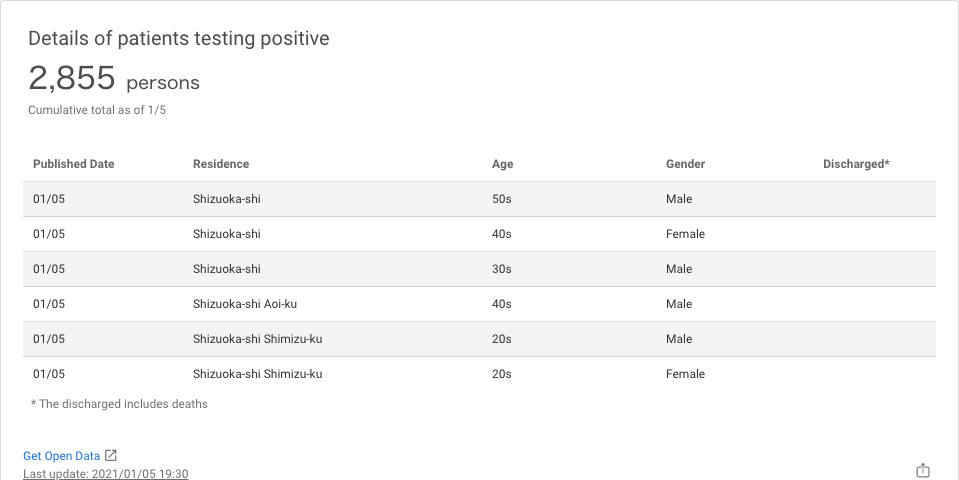 Details of patients testing positive
2,855 persons
Cumulative total as of 1/5
Published Date Residence Age Gender Discharged*
01/05 Shizuoka-shi 50s Male
01/05 Shizuoka-shi 40s Female
01/05 Shizuoka-shi 30s Male
01/05 Shizuoka-shi Aoi-ku 40s Male
01/05 Shizuoka-shi Shimizu-ku 20s Male
01/05 Shizuoka-shi Shimizu-ku 20s Female
* The discharged includes deaths
Get Open Data
Last update: 2021/01/05 19:30